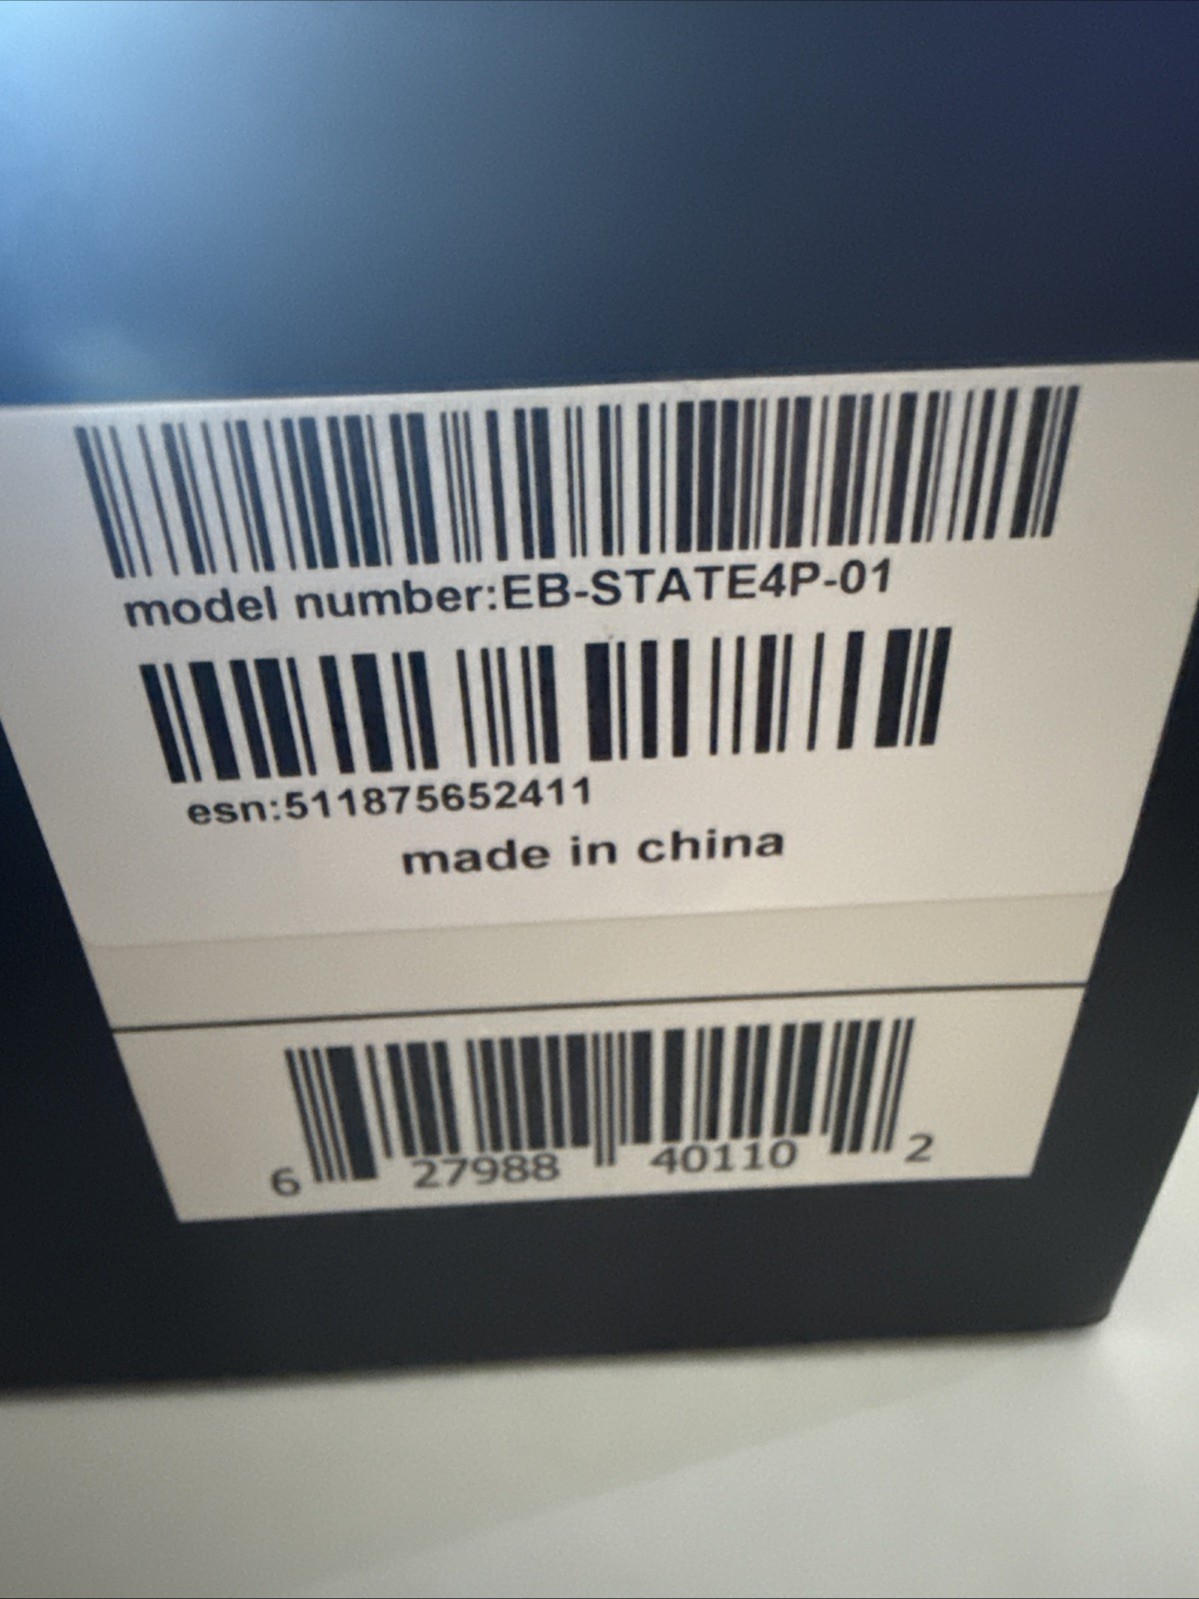 model number:EB-STATE4P-01
esn:511875652411
made in china
6 27988 40110 2